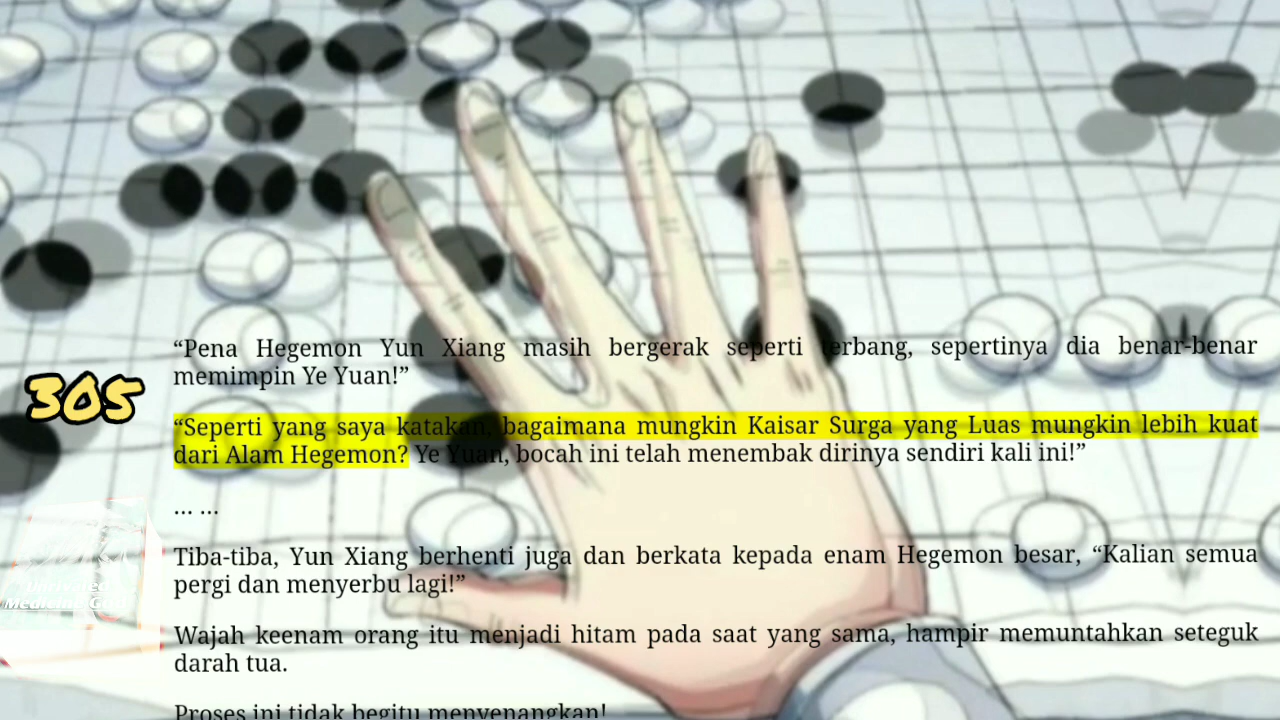 “Pena Hegemon Yun Xiang masih bergerak seperti terbang, sepertinya dia benar-benar
memimpin Ye Yuan!”
305
“Seperti yang saya katakan, bagaimana mungkin Kaisar Surga yang Luas mungkin lebih kuat
dari Alam Hegemon? Ye Yuan, bocah ini telah menembak dirinya sendiri kali ini!”
... ...
Tiba-tiba, Yun Xiang berhenti juga dan berkata kepada enam Hegemon besar, “Kalian semua
pergi dan menyerbu lagi!”
Unrivaled
Medicine God
Wajah keenam orang itu menjadi hitam pada saat yang sama, hampir memuntahkan seteguk
darah tua.
Proses ini tidak begitu menyenangkan!